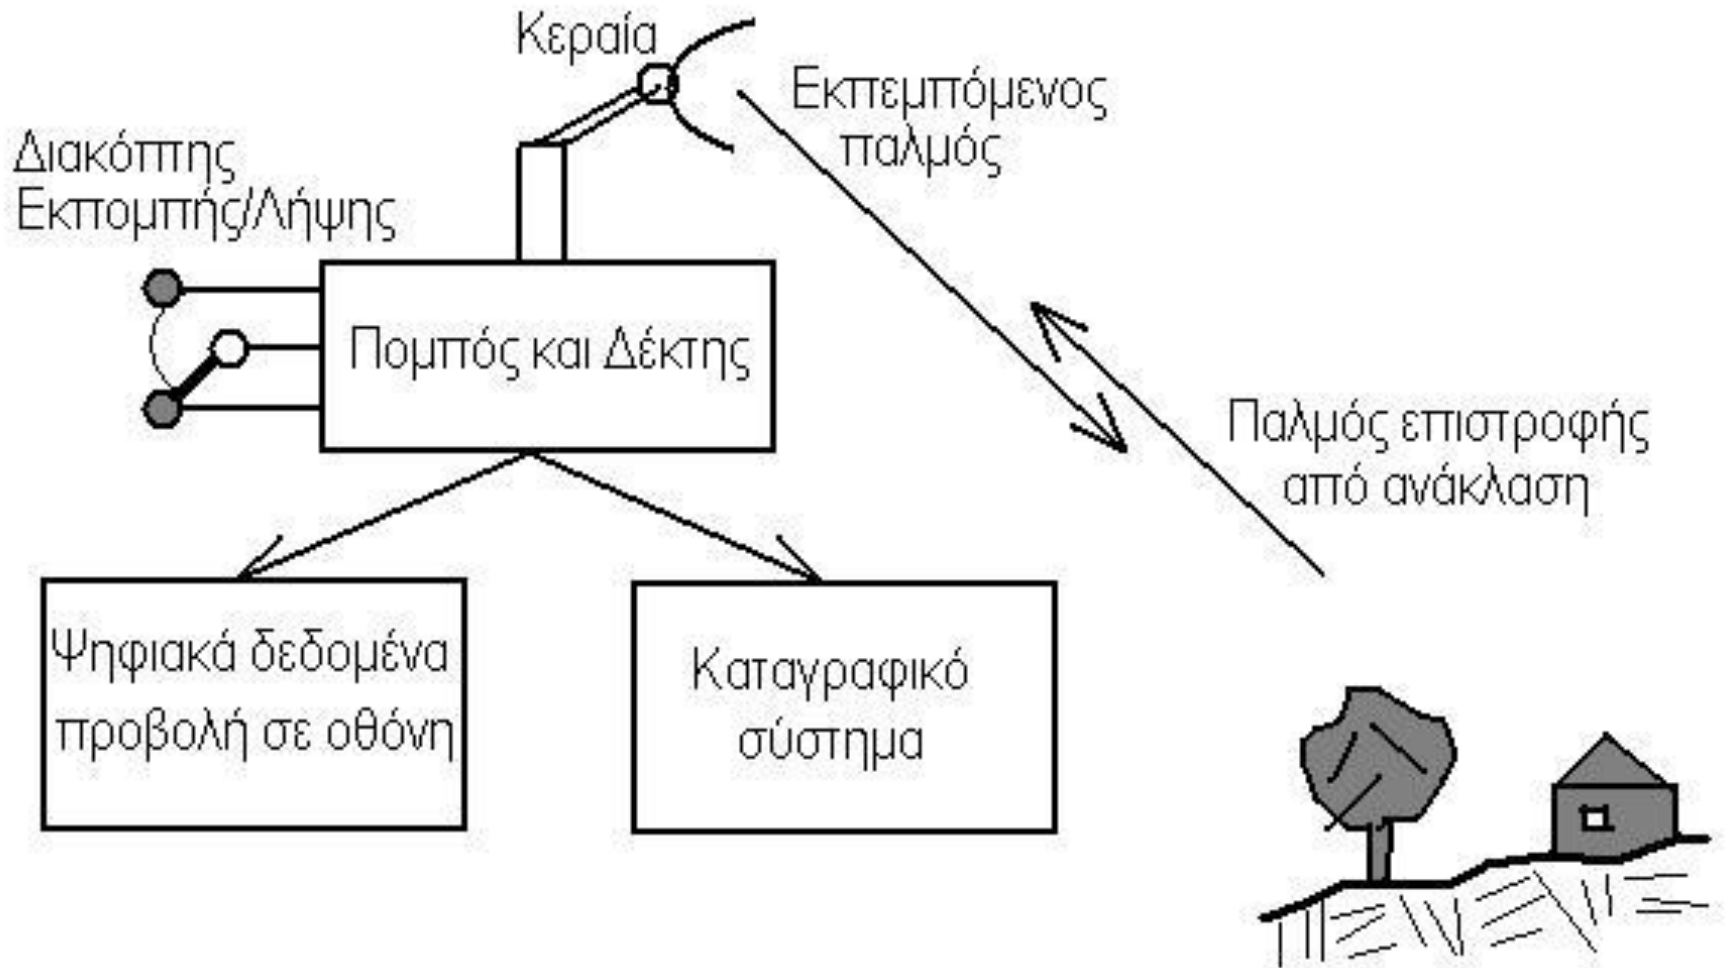 Κεραία
Εκπεμπόμενος
παλμός
Διακόπτης
Εκπομπής/Λήψης
Πομπός και Δέκτης
Παλμός επιστροφής
από ανάκλαση
Ψηφιακά δεδομένα
προβολή σε οθόνη
Καταγραφικό
σύστημα